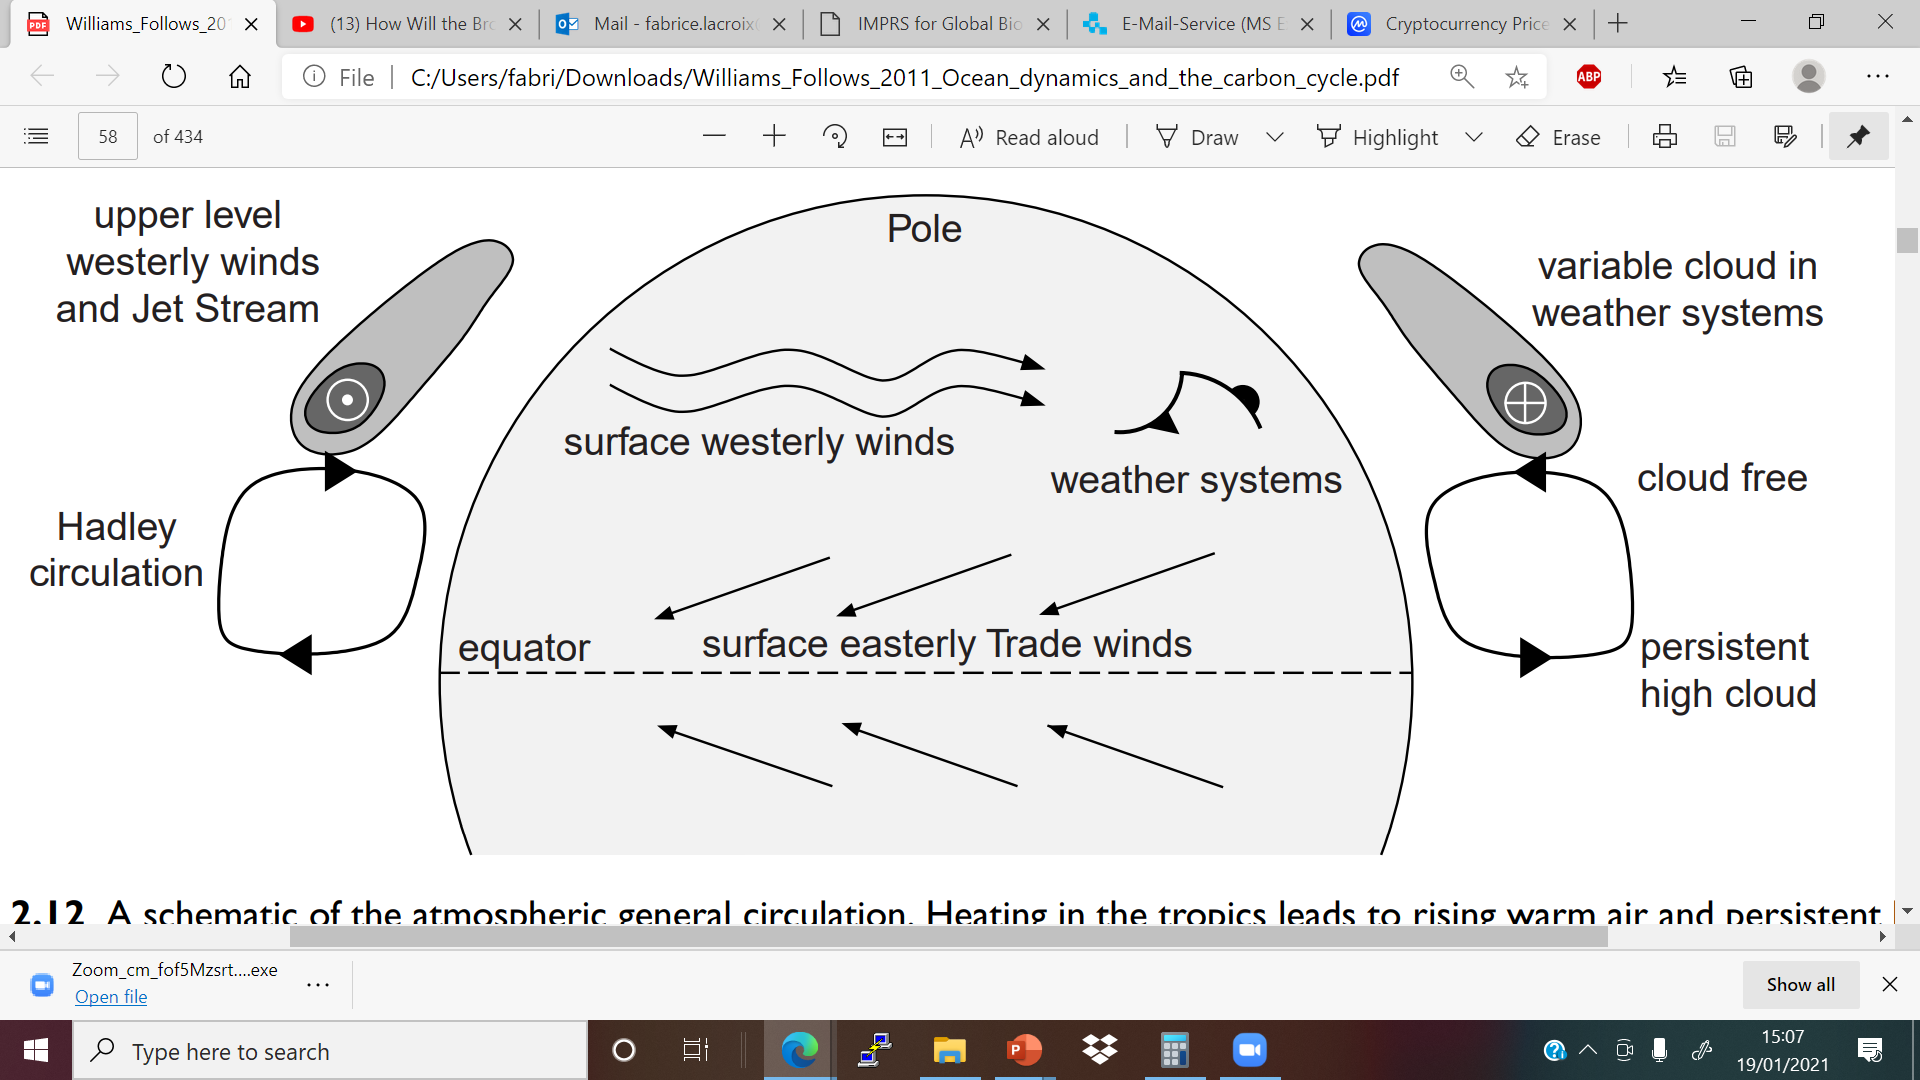 Williams_Follows_20
(13) How Will the Bro
Mail - fabrice.lacroix
IMPRS for Global Bio
E-Mail-Service (MS E
Cryptocurrency Price
File
C:/Users/fabri/Downloads/Williams_Follows_2011_Ocean_dynamics_and_the_carbon_cycle.pdf
ABP
58 of 434
Read aloud
Draw
Highlight
Erase
upper level
westerly winds
and Jet Stream
Pole
variable cloud in
weather systems
surface westerly winds
weather systems
cloud free
Hadley
circulation
equator
surface easterly Trade winds
persistent
high cloud
2.12 A schematic of the atmospheric general circulation. Heating in the tropics leads to rising warm air and persistent
Zoom_cm_fof5Mzsrt....exe
Open file
Show all
Type here to search
15:07
19/01/2021